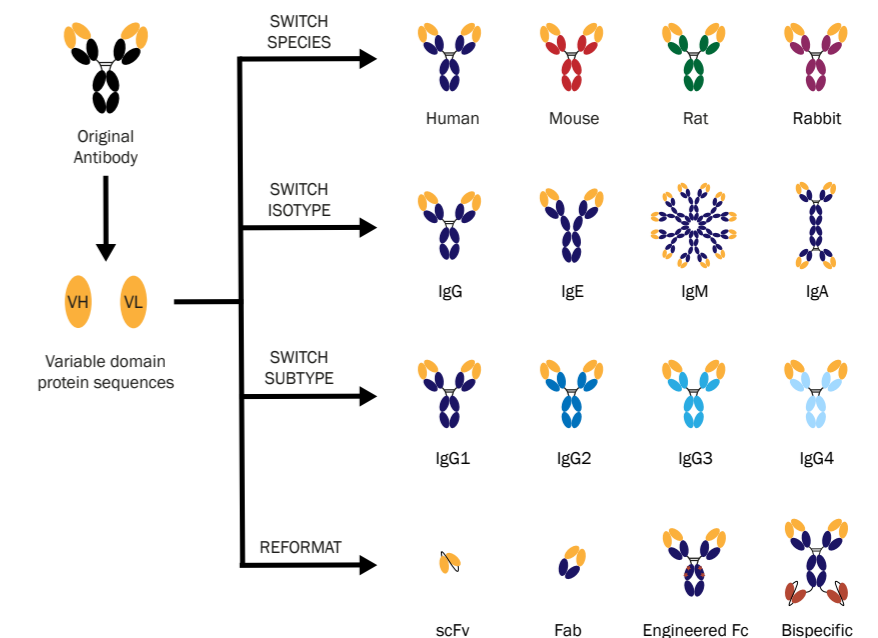 SWITCH
SPECIES
Original
Antibody
Human
Mouse
Rat
Rabbit
SWITCH
ISOTYPE
IgG
IgE
IgM
IgA
VH
VL
Variable domain
protein sequences
SWITCH
SUBTYPE
IgG1
IgG2
IgG3
IgG4
REFORMAT
scFv
Fab
Engineered Fc
Bispecific